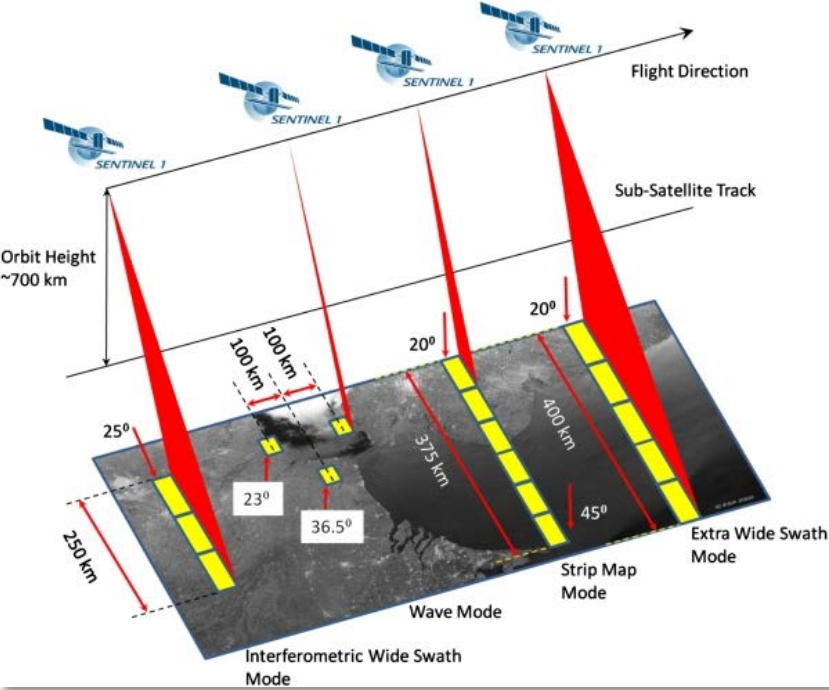 SENTINEL 1
SENTINEL 1
SENTINEL 1
SENTINEL 1
Flight Direction
Sub-Satellite Track
Orbit Height
~700 km
20⁰
20⁰
100 km
100 km
25⁰
400 km
375 km
23⁰
36.5⁰
45⁰
250 km
© ESA 2002
Extra Wide Swath
Mode
Strip Map
Mode
Wave Mode
Interferometric Wide Swath
Mode